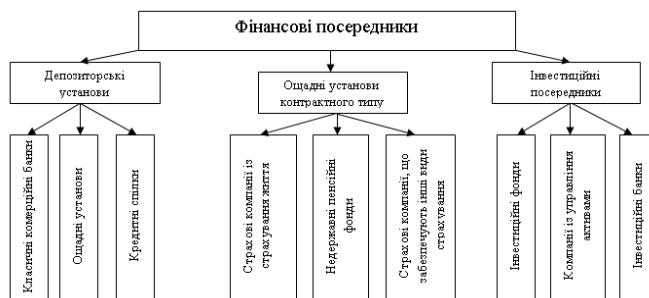 Фінансові посередники
Депозиторські
установи
Ощадні установи
контрактного типу
Інвестиційні
посередники
Класичні комерційні банки
Ощадні установи
Кредитні спілки
Страхові компанії із
страхування життя
Недержавні пенсійні
фонди
Страхові компанії, що
забезпечують інші види
страхування
Інвестиційні фонди
Компанії із управління
активами
Інвестиційні банки